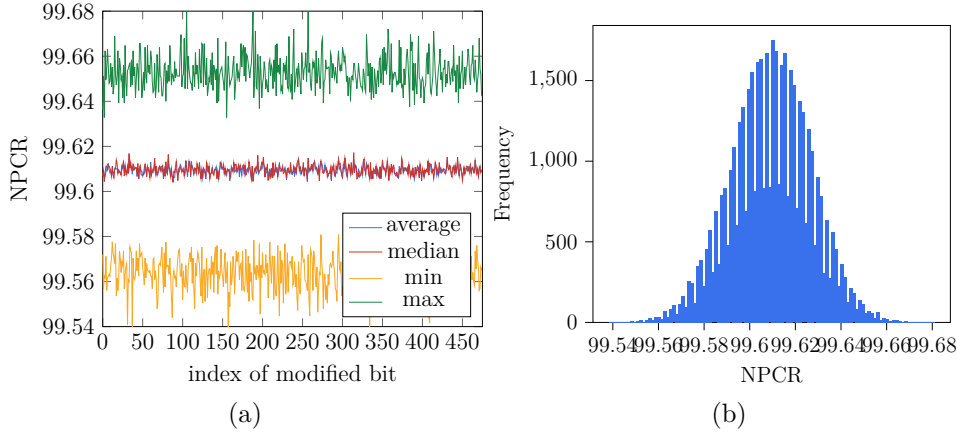 99.68
99.66
99.64
99.62
99.6
99.58
99.56
99.54
NPCR
0 50 100 150 200 250 300 350 400 450
index of modified bit
average
median
min
max
(a)
1,500
1,000
500
0
Frequency
99.54 99.56 99.58 99.6 99.62 99.64 99.66 99.68
NPCR
(b)